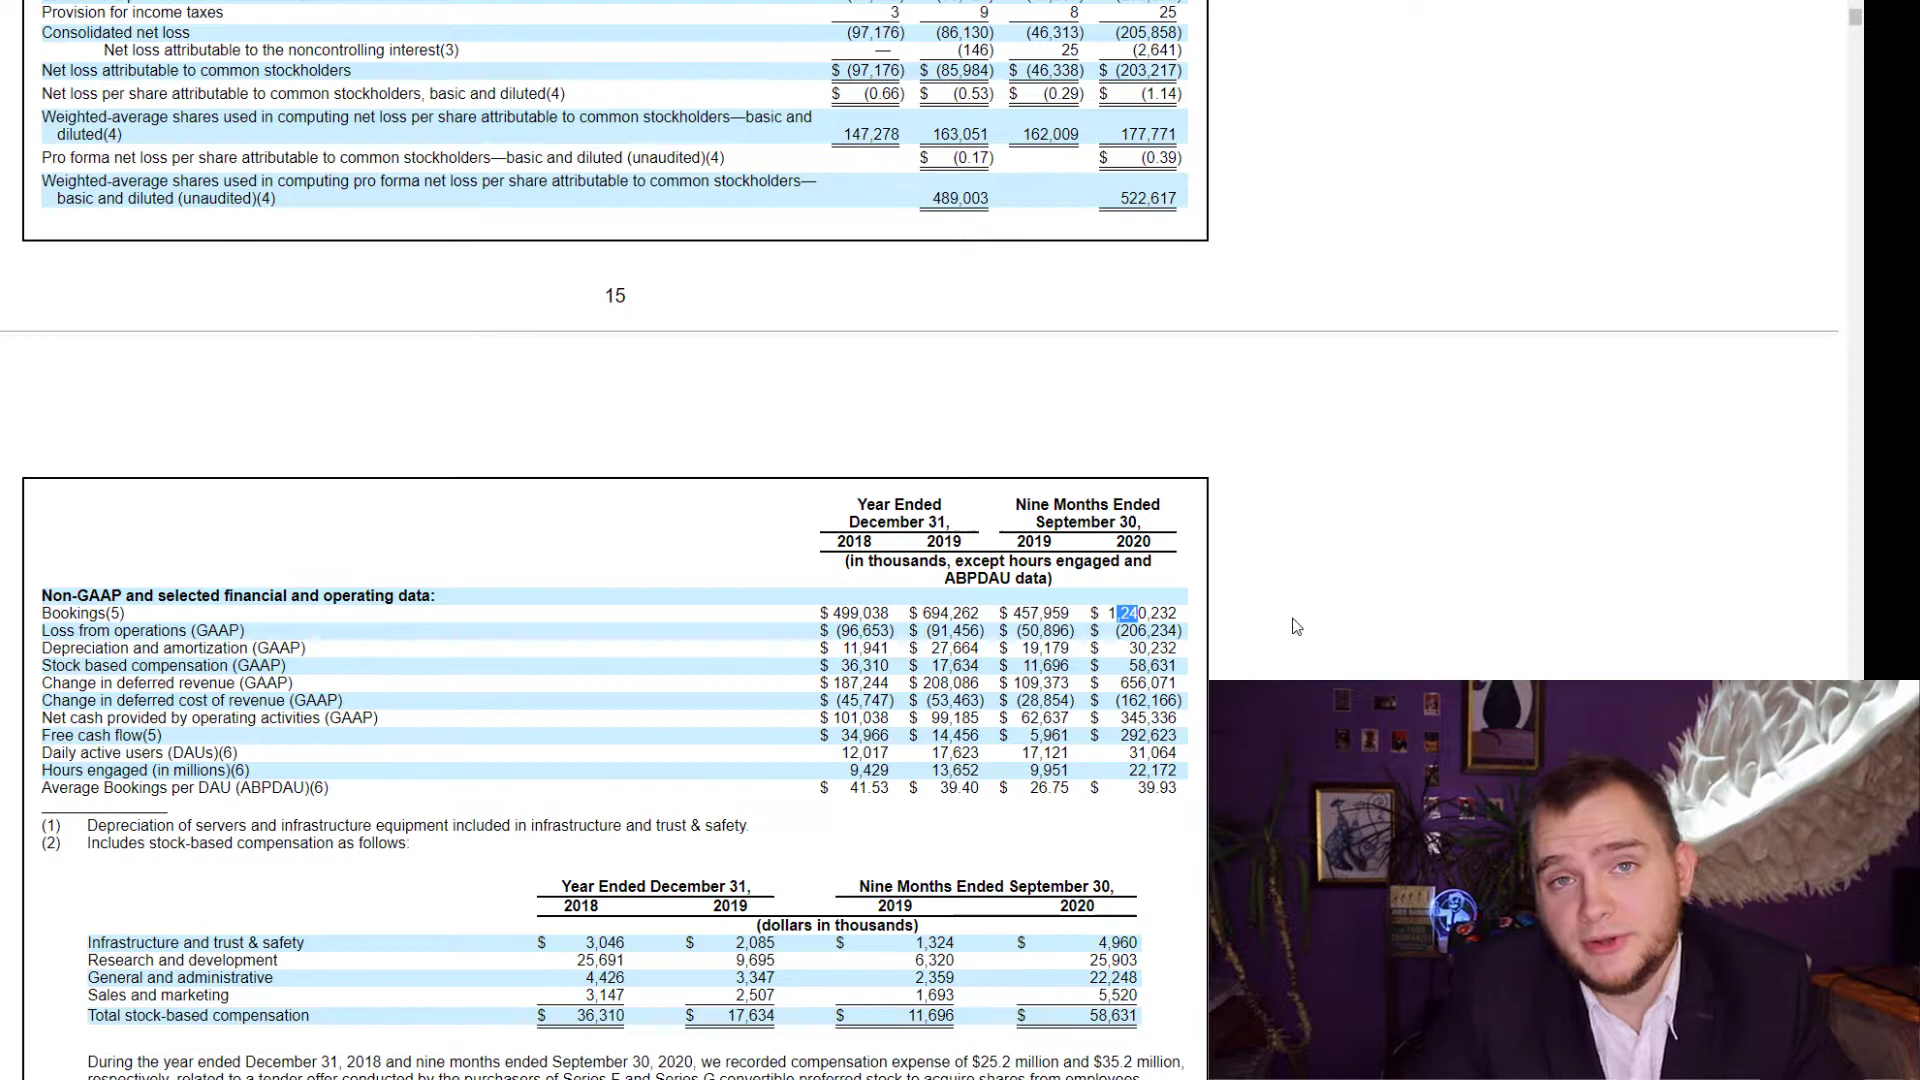 Provision for income taxes 3 9 8 25
Consolidated net loss (97,176) (86,130) (46,313) (205,858)
Net loss attributable to the noncontrolling interest(3) — (146) 25 (2,641)
Net loss attributable to common stockholders $ (97,176) $ (85,984) $ (46,338) $ (203,217)
Net loss per share attributable to common stockholders, basic and diluted(4) $ (0.66) $ (0.53) $ (0.29) $ (1.14)
Weighted-average shares used in computing net loss per share attributable to common stockholders—basic and
diluted(4) 147,278 163,051 162,009 177,771
Pro forma net loss per share attributable to common stockholders—basic and diluted (unaudited)(4) $ (0.17) $ (0.39)
Weighted-average shares used in computing pro forma net loss per share attributable to common stockholders—
basic and diluted (unaudited)(4) 489,003 522,617
15
Year Ended Nine Months Ended
December 31, September 30,
2018 2019 2019 2020
(in thousands, except hours engaged and
ABPDAU data)
Non-GAAP and selected financial and operating data:
Bookings(5) $ 499,038 $ 694,262 $ 457,959 $ 1,240,232
Loss from operations (GAAP) $ (96,653) $ (91,456) $ (50,896) $ (206,234)
Depreciation and amortization (GAAP) $ 11,941 $ 27,664 $ 19,179 $ 30,232
Stock based compensation (GAAP) $ 36,310 $ 17,634 $ 11,696 $ 58,631
Change in deferred revenue (GAAP) $ 187,244 $ 208,086 $ 109,373 $ 656,071
Change in deferred cost of revenue (GAAP) $ (45,747) $ (53,463) $ (28,854) $ (162,166)
Net cash provided by operating activities (GAAP) $ 101,038 $ 99,185 $ 62,637 $ 345,336
Free cash flow(5) $ 34,966 $ 14,456 $ 5,961 $ 292,623
Daily active users (DAUs)(6) 12,017 17,623 17,121 31,064
Hours engaged (in millions)(6) 9,429 13,652 9,951 22,172
Average Bookings per DAU (ABPDAU)(6) $ 41.53 $ 39.40 $ 26.75 $ 39.93
(1) Depreciation of servers and infrastructure equipment included in infrastructure and trust & safety.
(2) Includes stock-based compensation as follows:
Year Ended December 31, Nine Months Ended September 30,
2018 2019 2019 2020
(dollars in thousands)
Infrastructure and trust & safety $ 3,046 $ 2,085 $ 1,324 $ 4,960
Research and development 25,691 9,695 6,320 25,903
General and administrative 4,426 3,347 2,359 22,248
Sales and marketing 3,147 2,507 1,693 5,520
Total stock-based compensation $ 36,310 $ 17,634 $ 11,696 $ 58,631
During the year ended December 31, 2018 and nine months ended September 30, 2020, we recorded compensation expense of $25.2 million and $35.2 million,
respectively, related to a tender offer conducted by the purchasers of Series F and Series G convertible preferred stock to acquire shares from employees